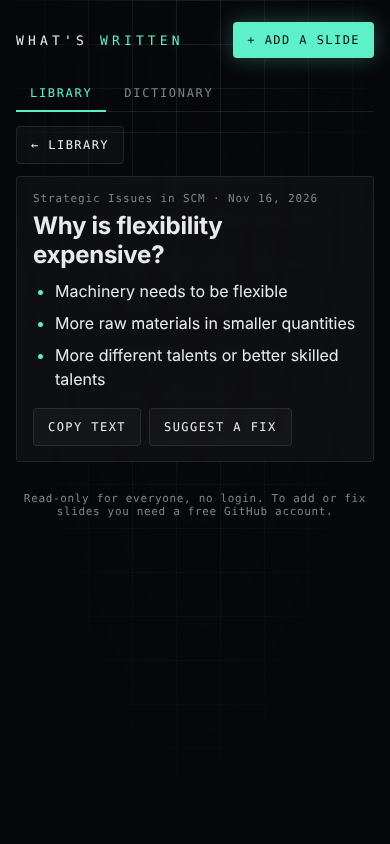 WHAT'S WRITTEN
+ ADD A SLIDE
LIBRARY
DICTIONARY
← LIBRARY
Strategic Issues in SCM · Nov 16, 2026
Why is flexibility
expensive?
• Machinery needs to be flexible
• More raw materials in smaller quantities
• More different talents or better skilled
talents
COPY TEXT
SUGGEST A FIX
Read-only for everyone, no login. To add or fix
slides you need a free GitHub account.